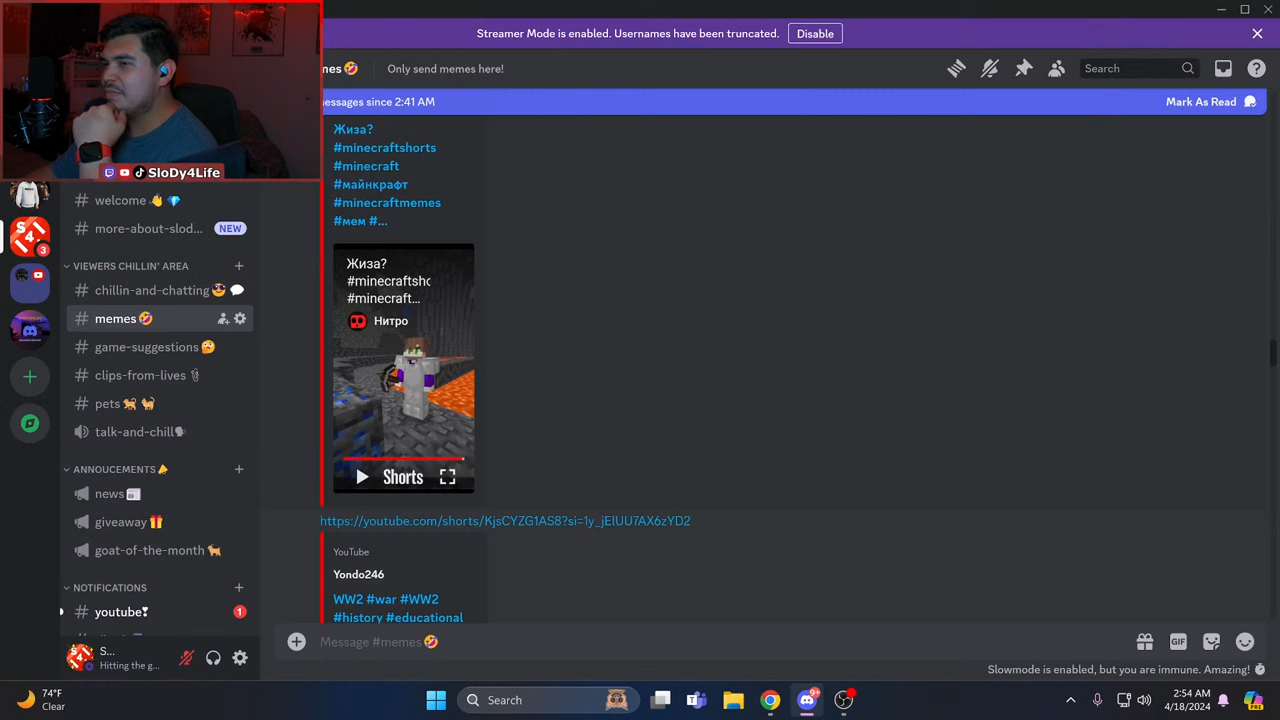 Streamer Mode is enabled. Usernames have been truncated.
Disable
mes
Only send memes here!
Search
essages since 2:41 AM
Mark As Read
SloDy4Life
welcome
more-about-slod...
NEW
VIEWERS CHILLIN' AREA
chillin-and-chatting
memes
game-suggestions
clips-from-lives
pets
talk-and-chill
ANNOUCEMENTS
news
giveaway
goat-of-the-month
NOTIFICATIONS
youtube
1
3
S...
Hitting the g...
Жиза?
#minecraftshorts
#minecraft
#майнкрафт
#minecraftmemes
#мем #...
Жиза?
#minecraftsho
#minecraft...
Нитро
Shorts
https://youtube.com/shorts/KjsCYZG1AS8?si=1y_jElUU7AX6zYD2
YouTube
Yondo246
WW2 #war #WW2
#history #educational
Message #memes
GIF
Slowmode is enabled, but you are immune. Amazing!
74°F
Clear
Search
2:54 AM
4/18/2024